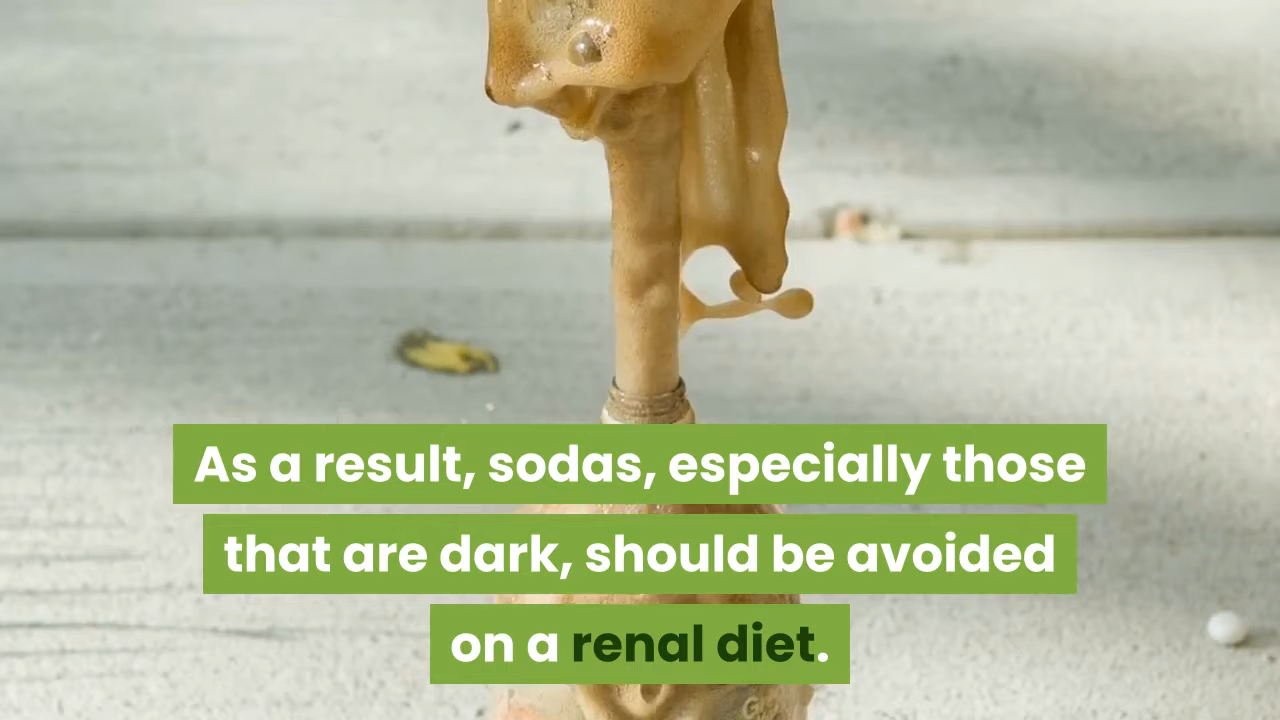 As a result, sodas, especially those
that are dark, should be avoided
on a renal diet.